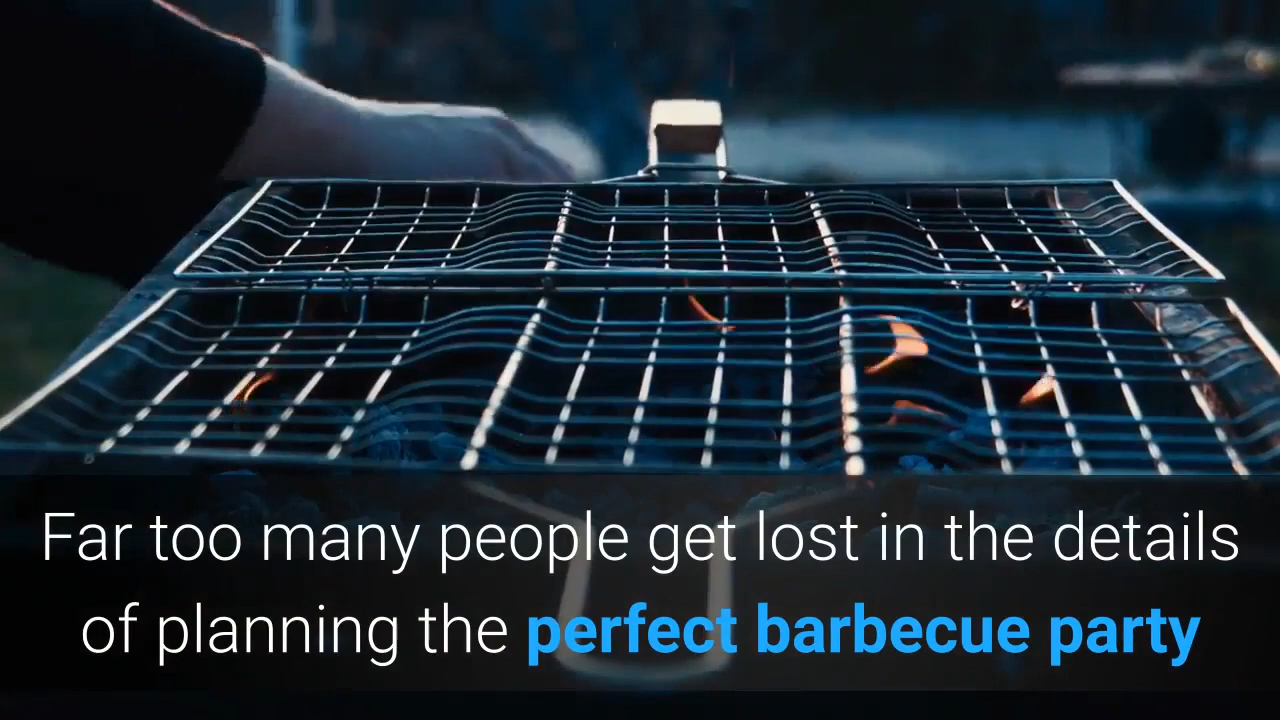 Far too many people get lost in the details
of planning the perfect barbecue party